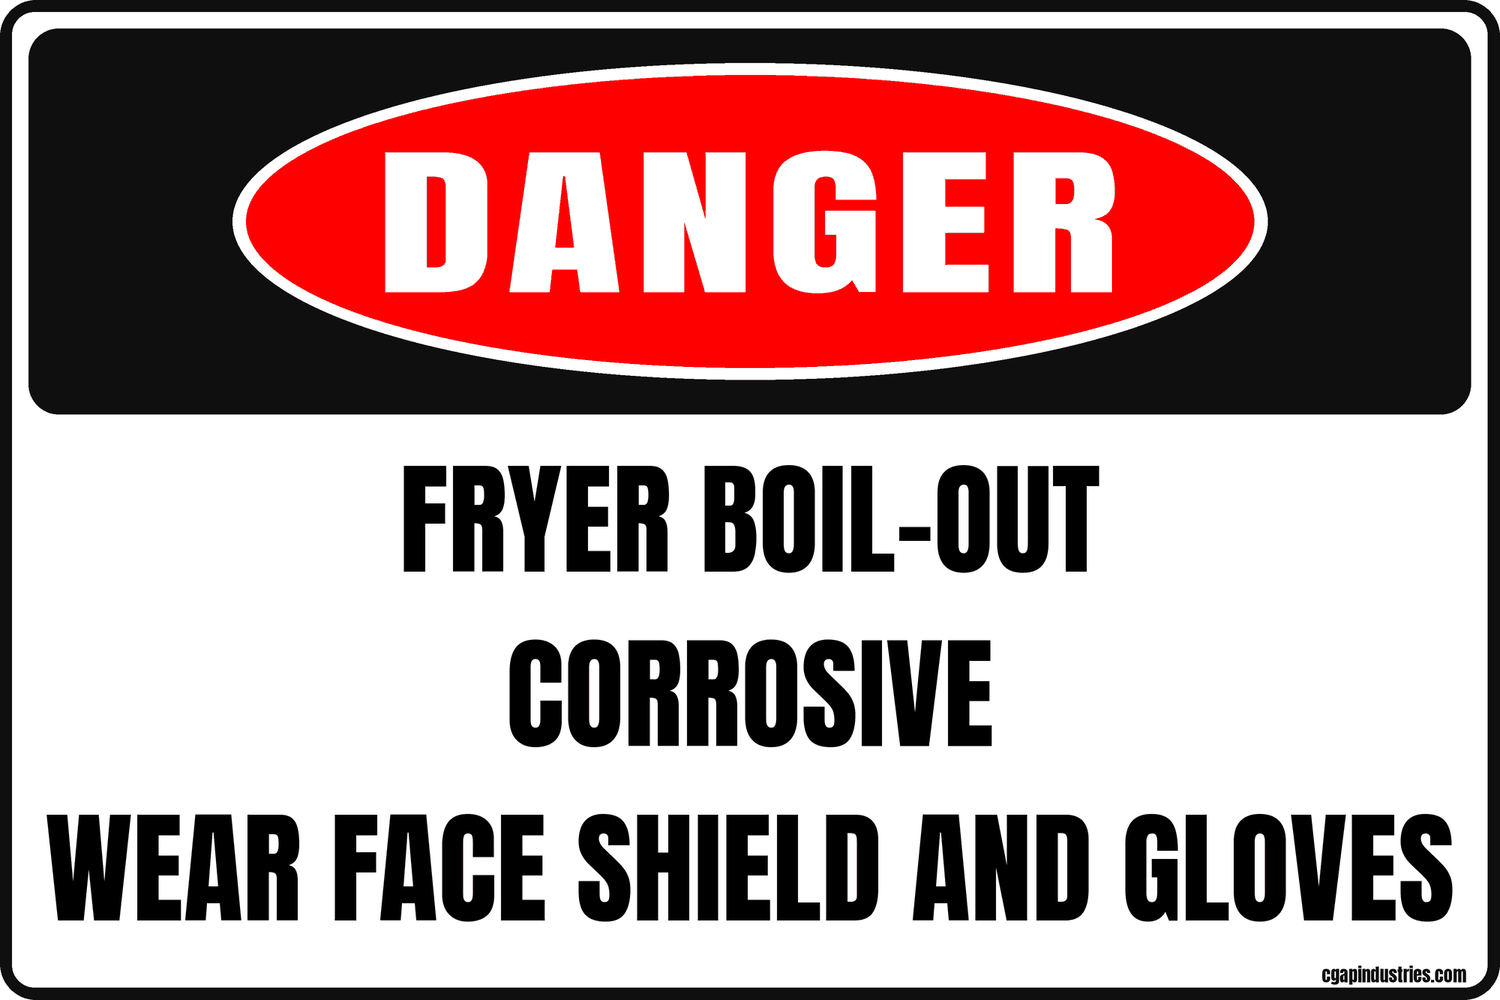 DANGER
FRYER BOIL-OUT
CORROSIVE
WEAR FACE SHIELD AND GLOVES
cgapindustries.com